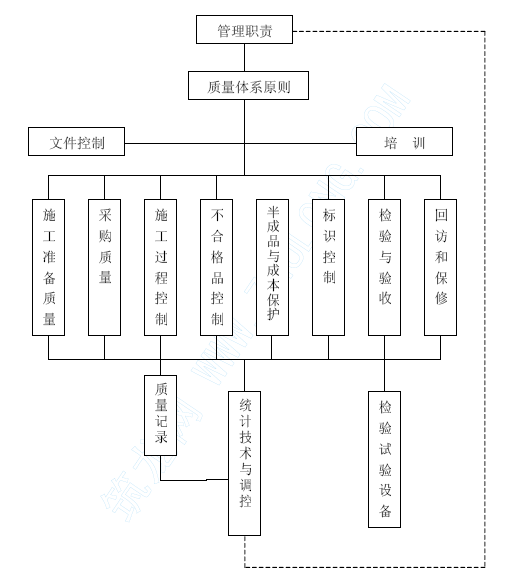 管理职责
质量体系原则
文件控制
培 训
施工准备质量
采购质量
施工过程控制
不合格品控制
半成品与成本保护
标识控制
检验与验收
回访和保修
质量记录
统计技术与调控
检验试验设备